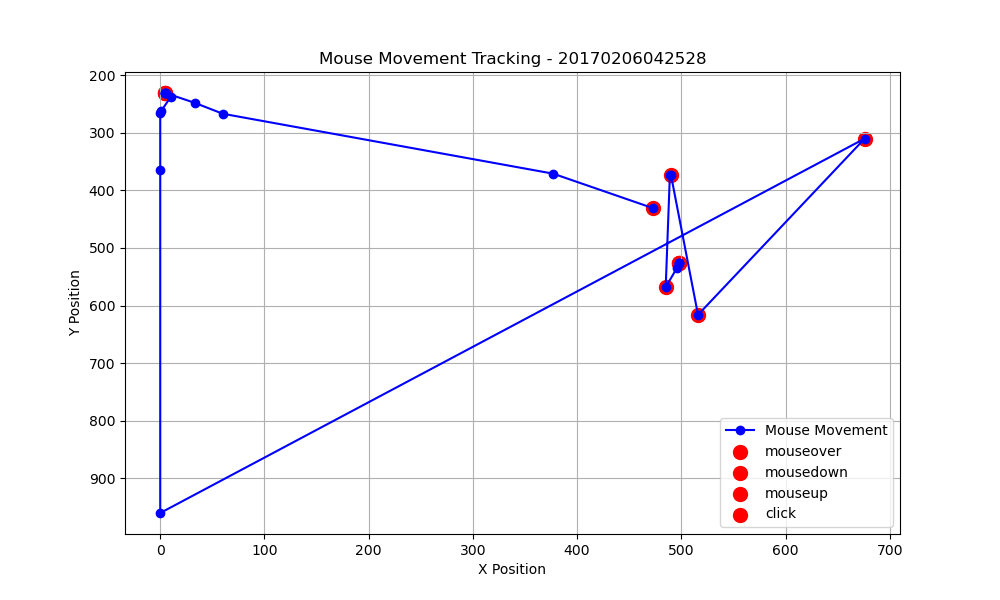 Mouse Movement Tracking - 20170206042528
200
300
400
500
600
700
800
900
Y Position
0
100
200
300
400
500
600
700
X Position
Mouse Movement
mouseover
mousedown
mouseup
click